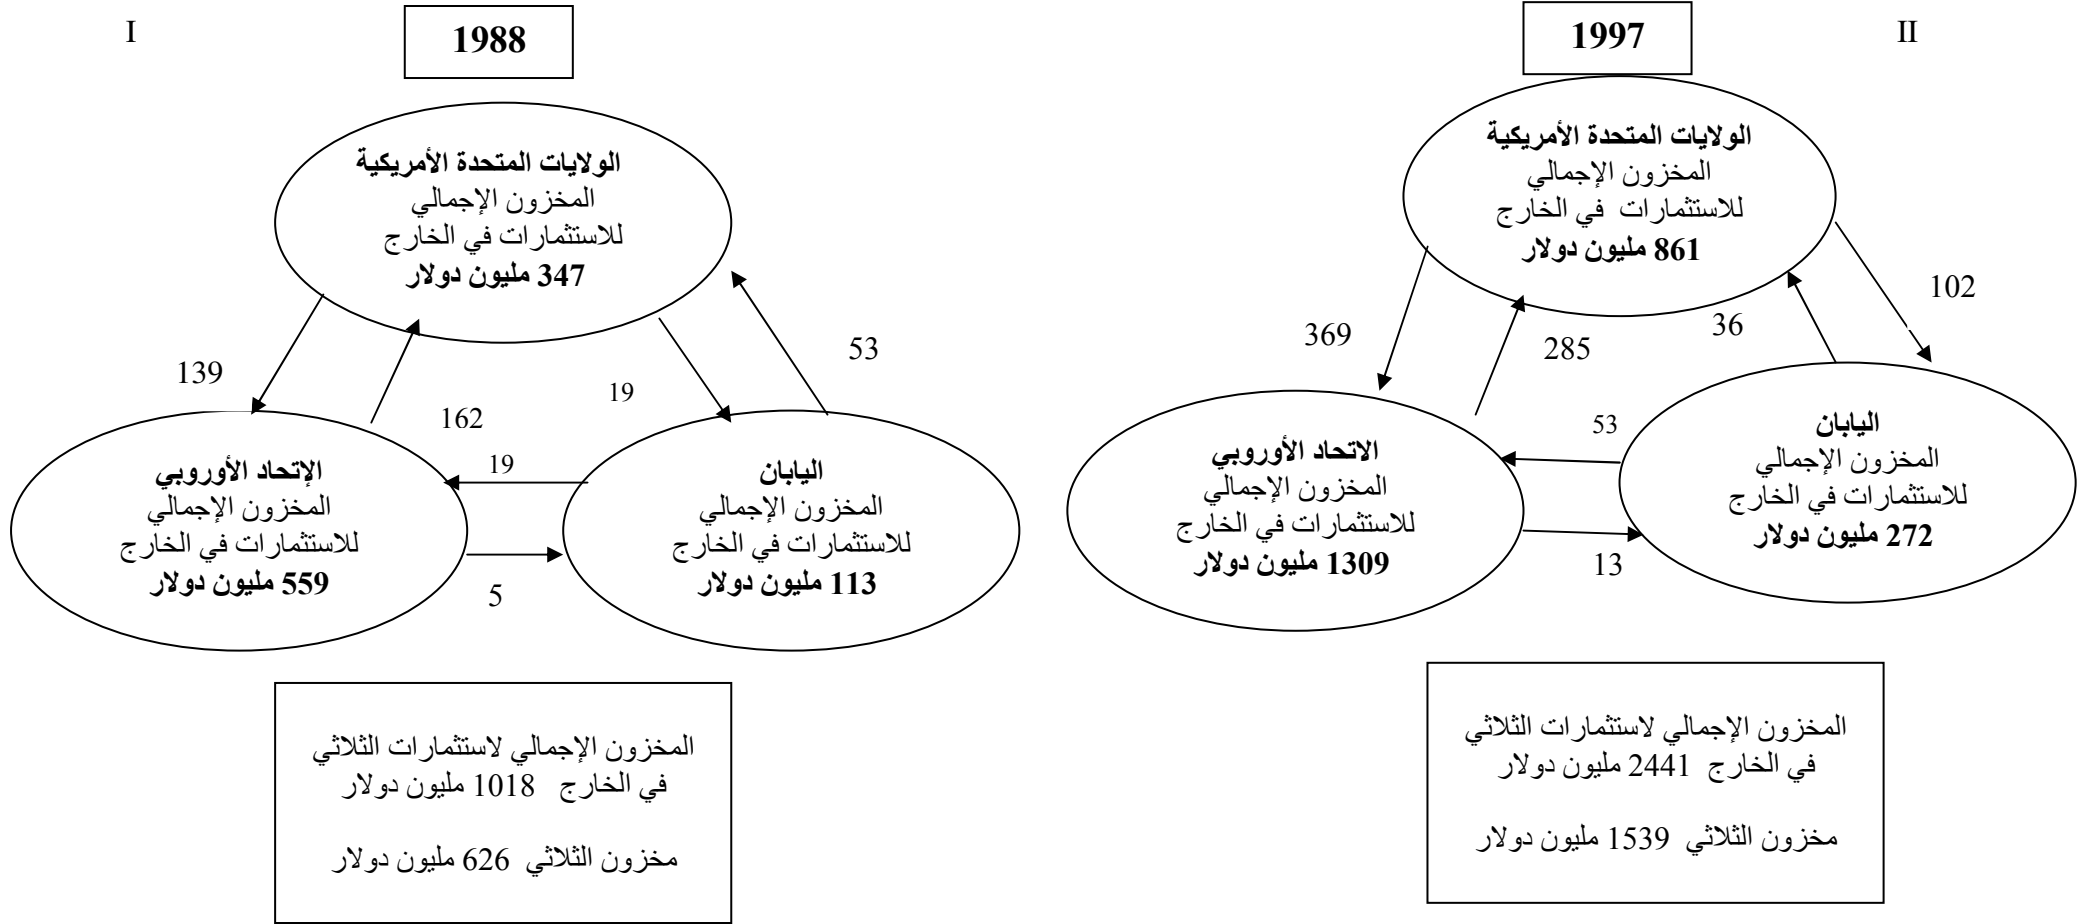 I
1988
الولايات المتحدة الأمريكية
المخزون الإجمالي
للاستثمارات في الخارج
347 مليون دولار
139
162
19
53
19
5
الإتحاد الأوروبي
المخزون الإجمالي
للاستثمارات في الخارج
559 مليون دولار
اليابان
المخزون الإجمالي
للاستثمارات في الخارج
113 مليون دولار
المخزون الإجمالي لاستثمارات الثلاثي
في الخارج 1018 مليون دولار
مخزون الثلاثي 626 مليون دولار
II
1997
الولايات المتحدة الأمريكية
المخزون الإجمالي
للاستثمارات في الخارج
861 مليون دولار
369
285
36
102
53
13
الاتحاد الأوروبي
المخزون الإجمالي
للاستثمارات في الخارج
1309 مليون دولار
اليابان
المخزون الإجمالي
للاستثمارات في الخارج
272 مليون دولار
المخزون الإجمالي لاستثمارات الثلاثي
في الخارج 2441 مليون دولار
مخزون الثلاثي 1539 مليون دولار